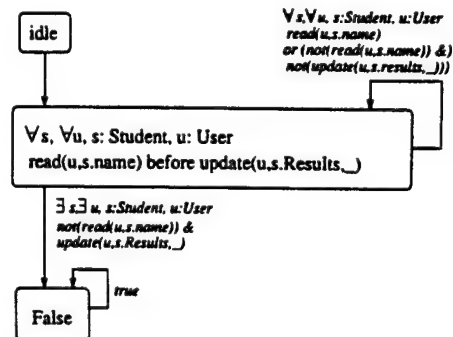 idle
∀ s,∀ u, s:Student, u:User
read(u,s.name)
or (not(read(u,s.name)) &)
not(update(u,s.results,_)))
∀ s, ∀u, s: Student, u: User
read(u,s.name) before update(u,s.Results,_)
∃ s,∃ u, s:Student, u:User
not(read(u,s.name)) &
update(u,s.Results,_)
true
False